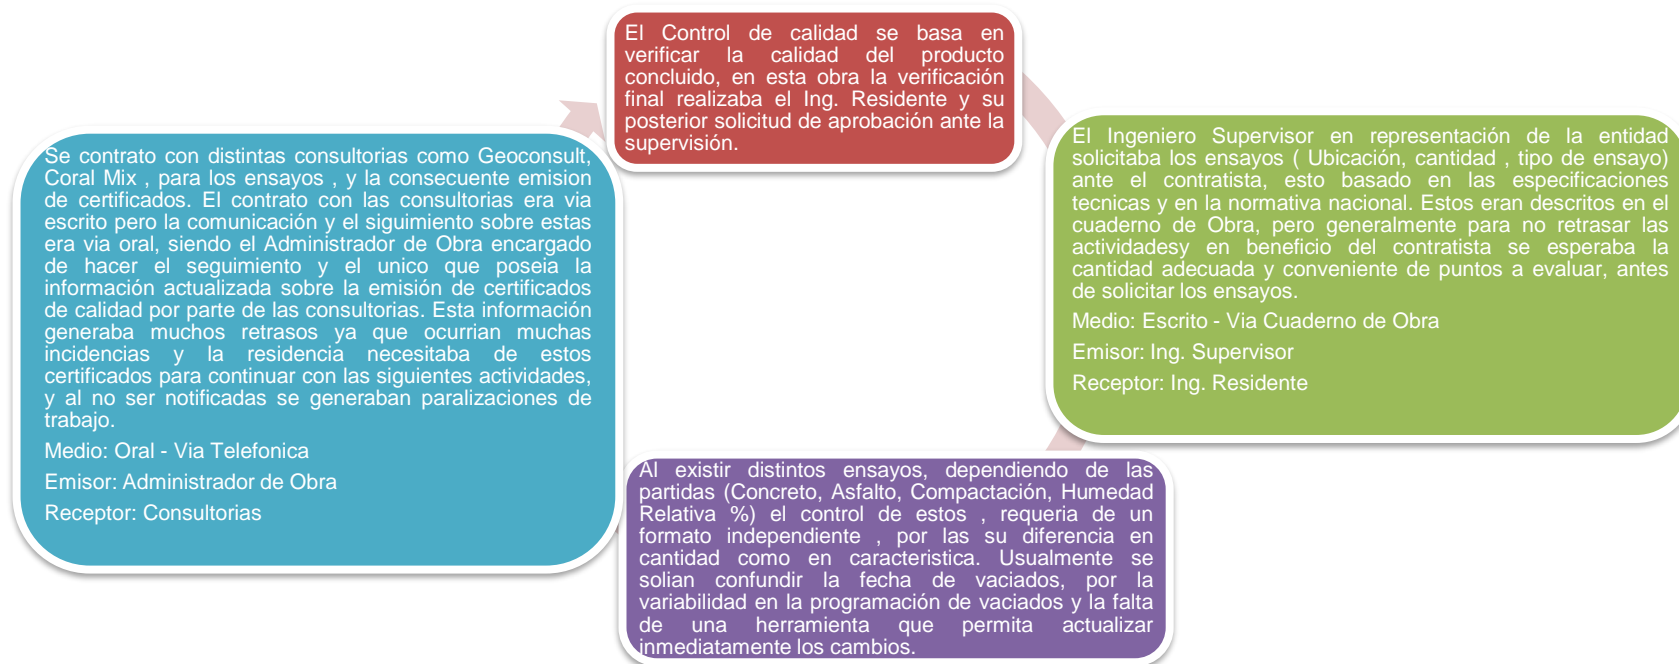 El Control de calidad se basa en
verificar la calidad del producto
concluido, en esta obra la verificación
final realizaba el Ing. Residente y su
posterior solicitud de aprobación ante la
supervisión.
El Ingeniero Supervisor en representación de la entidad
solicitaba los ensayos ( Ubicación, cantidad , tipo de ensayo)
ante el contratista, esto basado en las especificaciones
tecnicas y en la normativa nacional. Estos eran descritos en el
cuaderno de Obra, pero generalmente para no retrasar las
actividadesy en beneficio del contratista se esperaba la
cantidad adecuada y conveniente de puntos a evaluar, antes
de solicitar los ensayos.
Medio: Escrito - Via Cuaderno de Obra
Emisor: Ing. Supervisor
Receptor: Ing. Residente
Al existir distintos ensayos, dependiendo de las
partidas (Concreto, Asfalto, Compactación, Humedad
Relativa %) el control de estos , requeria de un
formato independiente , por las su diferencia en
cantidad como en caracteristica. Usualmente se
solian confundir la fecha de vaciados, por la
variabilidad en la programación de vaciados y la falta
de una herramienta que permita actualizar
inmediatamente los cambios.
Se contrato con distintas consultorias como Geoconsult,
Coral Mix , para los ensayos , y la consecuente emision
de certificados. El contrato con las consultorias era via
escrito pero la comunicación y el siguimiento sobre estas
era via oral, siendo el Administrador de Obra encargado
de hacer el seguimiento y el unico que poseia la
información actualizada sobre la emisión de certificados
de calidad por parte de las consultorias. Esta información
generaba muchos retrasos ya que ocurrian muchas
incidencias y la residencia necesitaba de estos
certificados para continuar con las siguientes actividades,
y al no ser notificadas se generaban paralizaciones de
trabajo.
Medio: Oral - Via Telefonica
Emisor: Administrador de Obra
Receptor: Consultorias